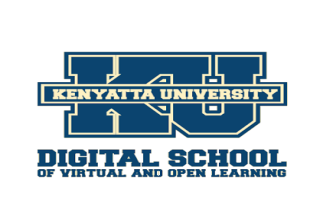 KU
KENYATTA UNIVERSITY
DIGITAL SCHOOL
OF VIRTUAL AND OPEN LEARNING